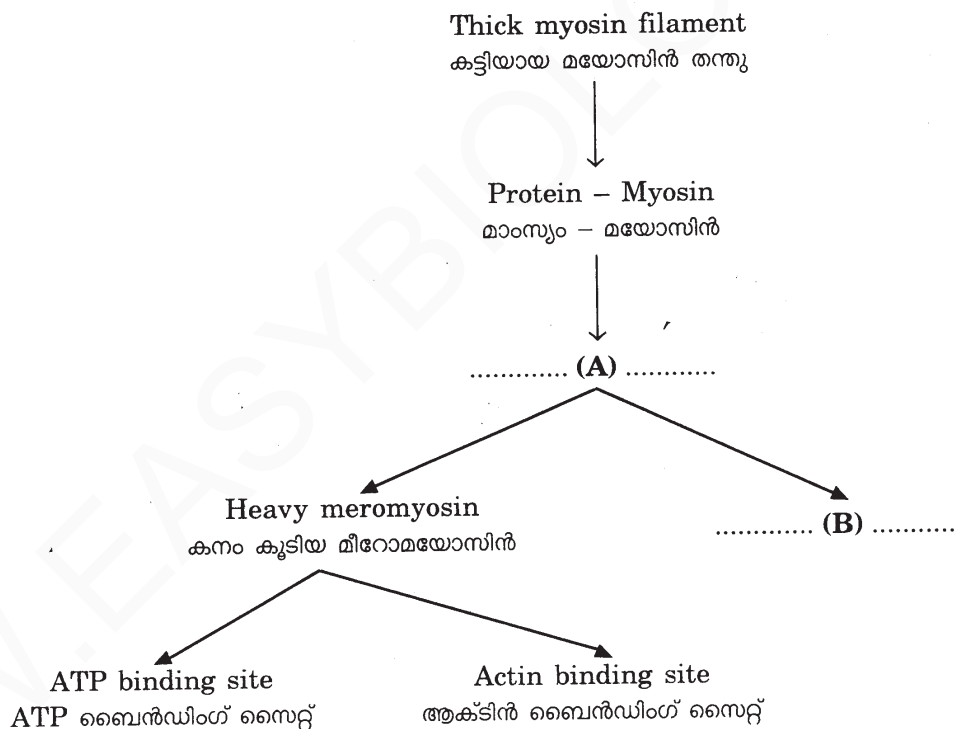 Thick myosin filament
കട്ടിയായ മയോസിൻ തന്തു
Protein – Myosin
മാംസ്യം – മയോസിൻ
............. (A) ............
Heavy meromyosin
കനം കൂടിയ മീറോമയോസിൻ
............. (B) ...........
ATP binding site
ATP ബൈൻഡിംഗ് സൈറ്റ്
Actin binding site
ആക്ടിൻ ബൈൻഡിംഗ് സൈറ്റ്
V.EASYBIOLO